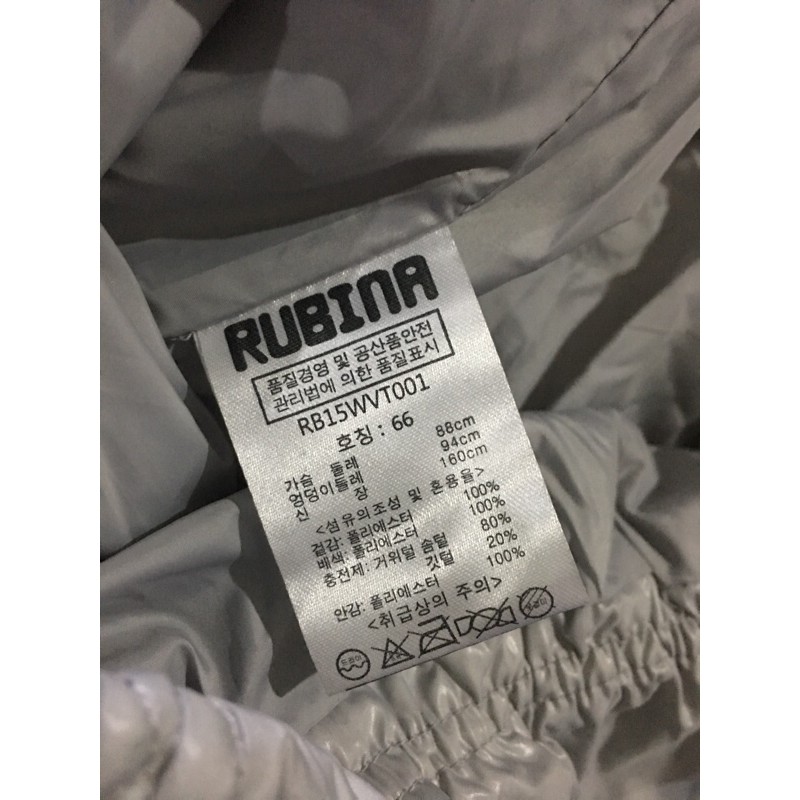 RUBINA
품질경영 및 공산품안전
관리법에 의한 품질표시
RB15WVT001
호칭 : 66
가슴 둘레 88cm
엉덩이둘레 94cm
신 장 160cm
<섬유의조성 및 혼용율>
겉감: 폴리에스터 100%
배색: 폴리에스터 100%
충전제: 거위털 솜털 80%
깃털 20%
안감: 폴리에스터 100%
<취급상의 주의>
드라이